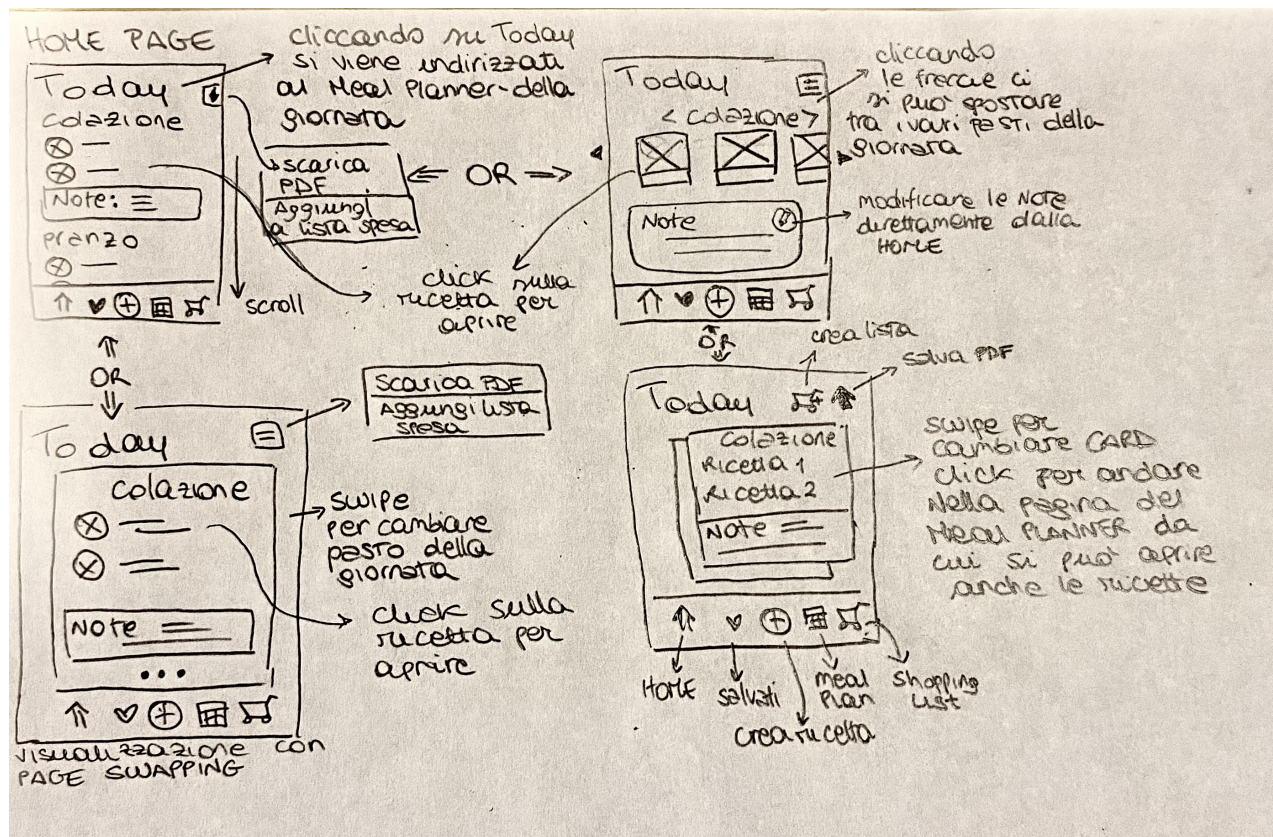 HOME PAGE
Today
colazione
Note:
pranzo
cliccando su Today
si viene indirizzati
al Meal Planner della
giornata
scarica
PDF
Aggiungi
a lista spesa
OR
scroll
click sulla
ricetta per
aprire
Today
< colazione >
Note
cliccando
le freccie ci
si può spostare
tra i vari pasti della
giornata
modificare le Note
direttamente dalla
HOME
OR
Today
colazione
Note
Scarica PDF
Aggiungi lista
spesa
swipe
per cambiare
pasto della
giornata
click sulla
ricetta per
aprire
visualizzazione con
PAGE SWAPPING
OR
crea lista
salva PDF
Today
colazione
Ricetta 1
Ricetta 2
Note
swipe per
cambiare CARD
click per andare
nella pagina del
Meal PLANNER da
cui si può aprire
anche le ricette
HOME
salvati
crea ricetta
meal
Plan
shopping
list